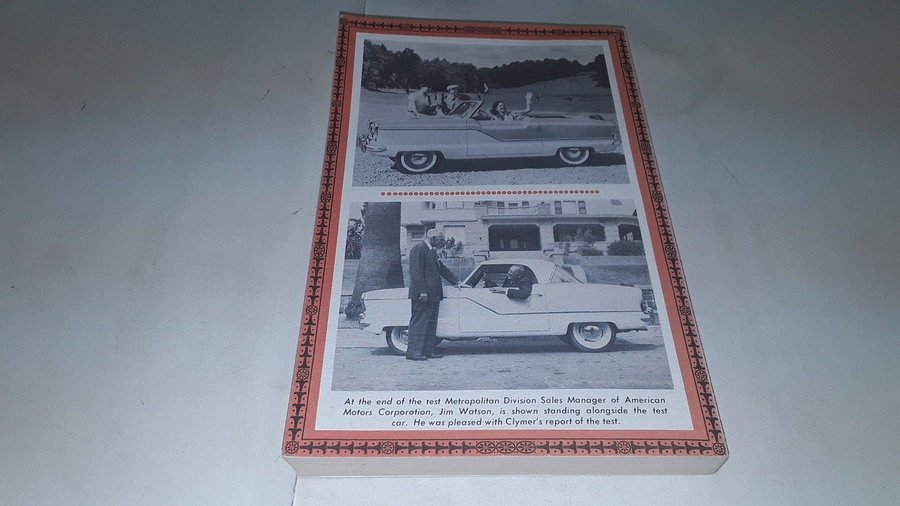 At the end of the test Metropolitan Division Sales Manager of American
Motors Corporation, Jim Watson, is shown standing alongside the test
car. He was pleased with Clymer's report of the test.